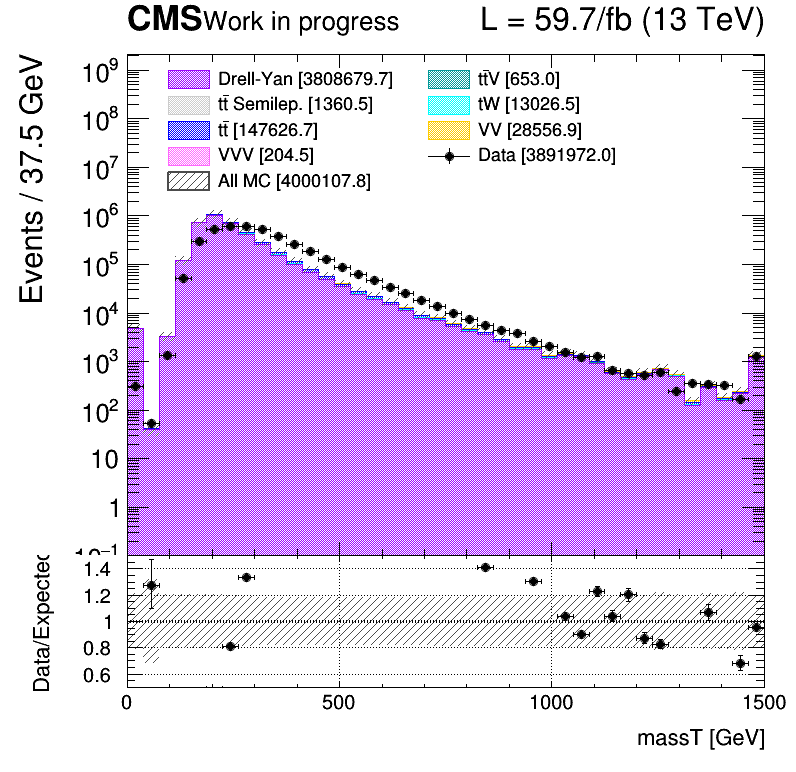 CMS Work in progress L = 59.7/fb (13 TeV)
Events / 37.5 GeV
10⁹
10⁸
10⁷
10⁶
10⁵
10⁴
10³
10²
10
1
10⁻¹
Drell-Yan [3808679.7]
tt̄ Semilep. [1360.5]
tt̄ [147626.7]
VVV [204.5]
All MC [4000107.8]
tt̄V [653.0]
tW [13026.5]
VV [28556.9]
Data [3891972.0]
Data/Expected
1.4
1.2
1
0.8
0.6
0 500 1000 1500
massT [GeV]